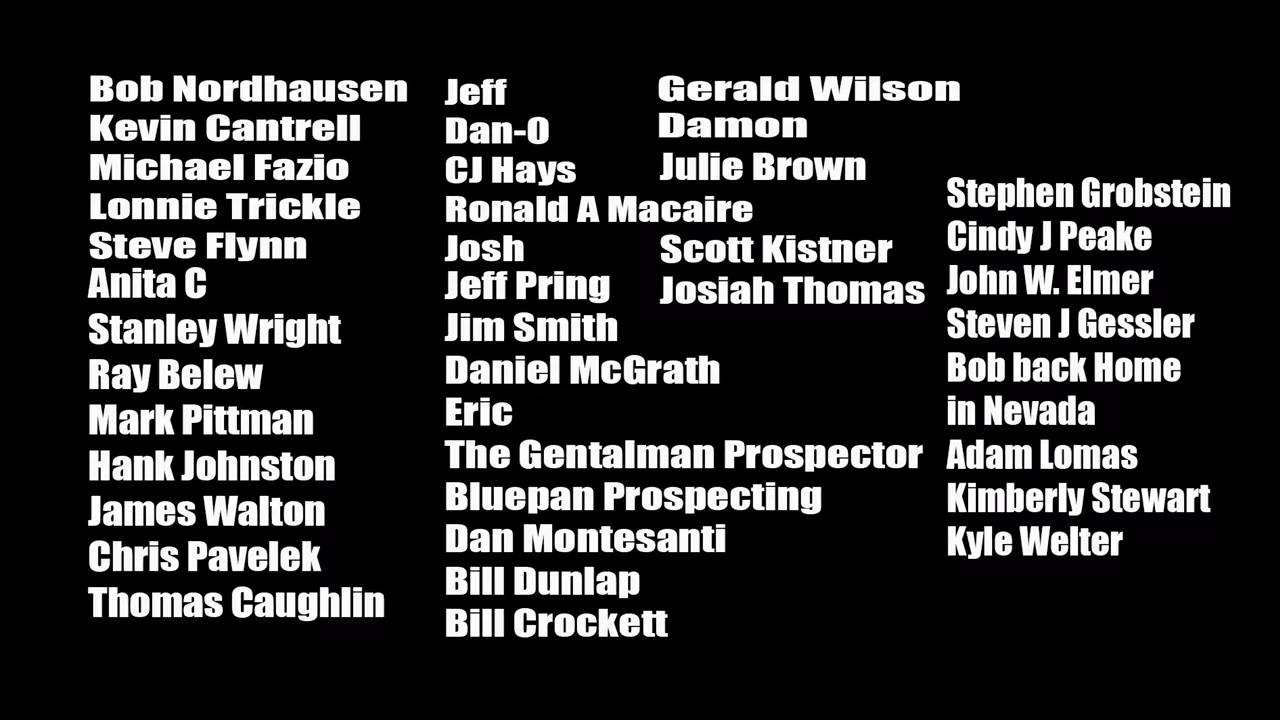 Bob Nordhausen
Kevin Cantrell
Michael Fazio
Lonnie Trickle
Steve Flynn
Anita C
Stanley Wright
Ray Belew
Mark Pittman
Hank Johnston
James Walton
Chris Pavelek
Thomas Caughlin
Jeff
Dan-O
CJ Hays
Ronald A Macaire
Josh
Jeff Pring
Jim Smith
Daniel McGrath
Eric
The Gentalman Prospector
Bluepan Prospecting
Dan Montesanti
Bill Dunlap
Bill Crockett
Gerald Wilson
Damon
Julie Brown
Scott Kistner
Josiah Thomas
Stephen Grobstein
Cindy J Peake
John W. Elmer
Steven J Gessler
Bob back Home
in Nevada
Adam Lomas
Kimberly Stewart
Kyle Welter